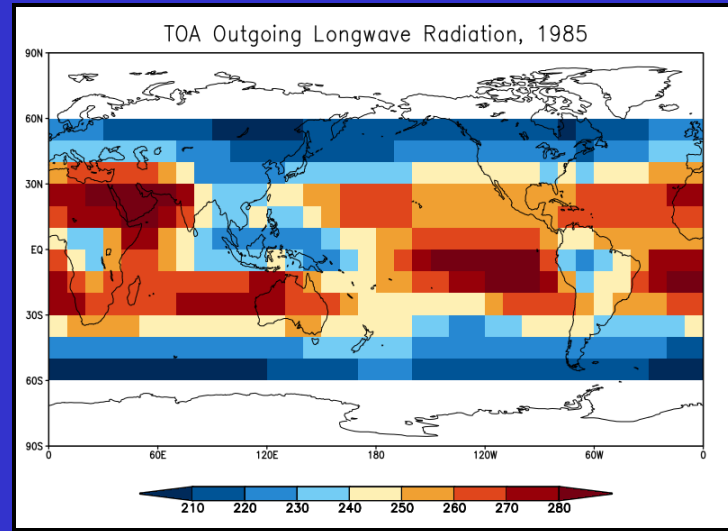 TOA Outgoing Longwave Radiation, 1985
90N
60N
30N
EQ
30S
60S
90S
0 60E 120E 180 120W 60W 0
210 220 230 240 250 260 270 280